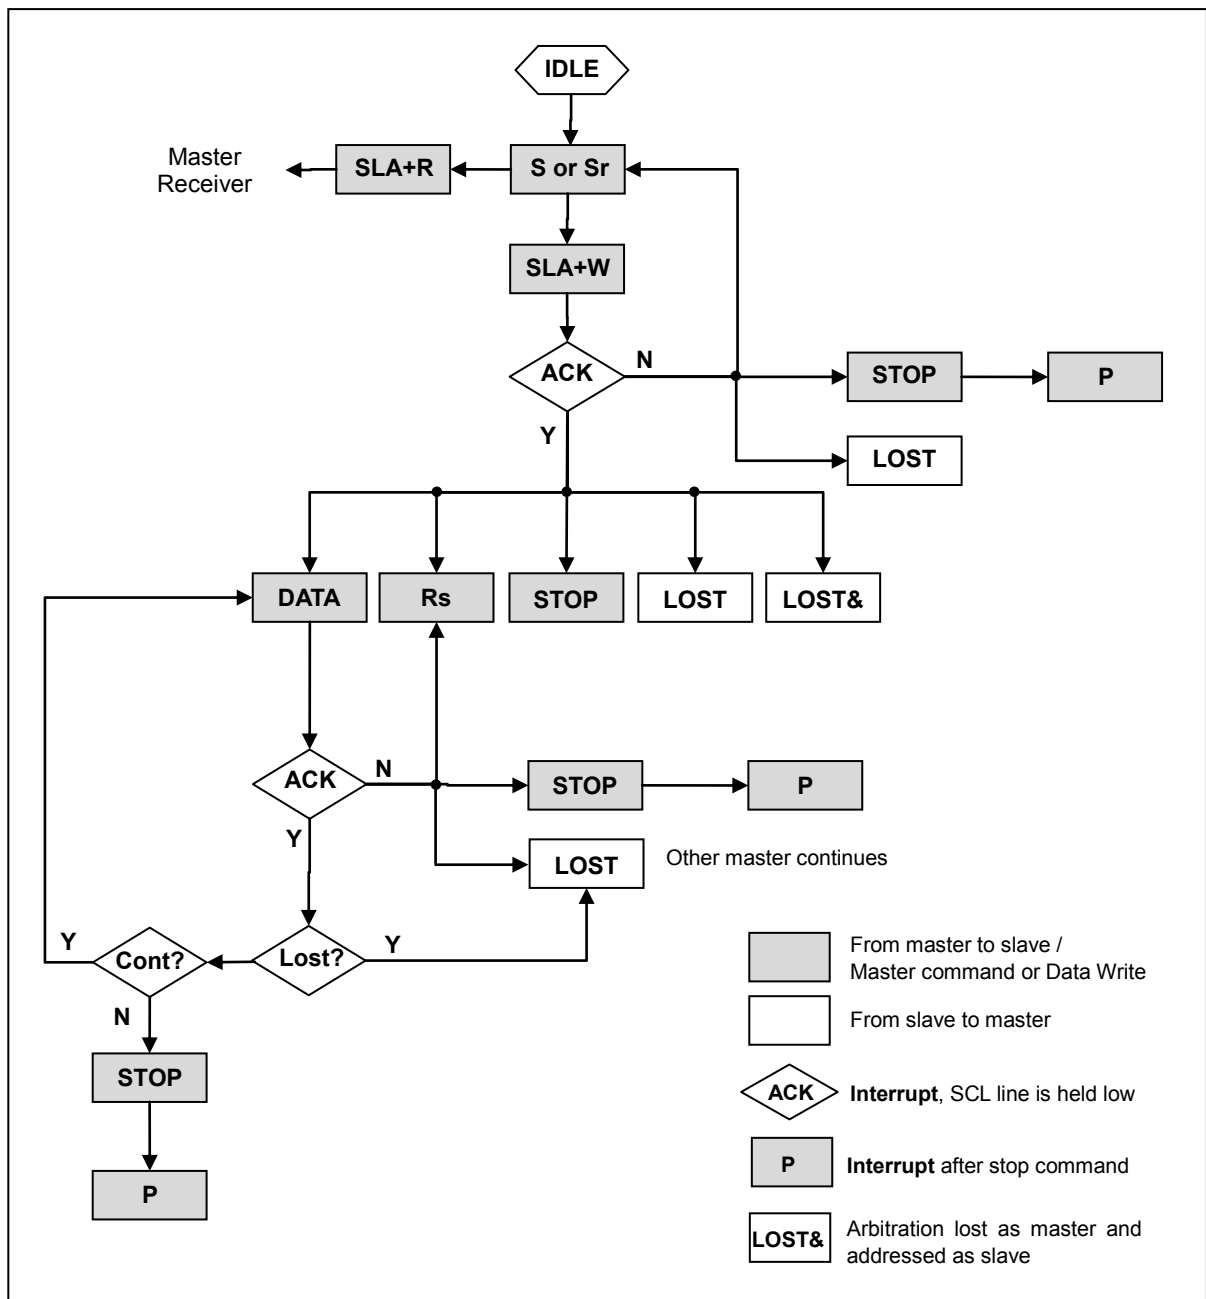 IDLE
Master
Receiver
SLA+R
S or Sr
SLA+W
ACK
N
STOP
P
Y
LOST
DATA
Rs
STOP
LOST
LOST&
ACK
N
STOP
P
Y
LOST
Other master continues
Y
Cont?
Lost?
Y
N
STOP
P
From master to slave /
Master command or Data Write
From slave to master
ACK
Interrupt, SCL line is held low
P
Interrupt after stop command
LOST&
Arbitration lost as master and
addressed as slave